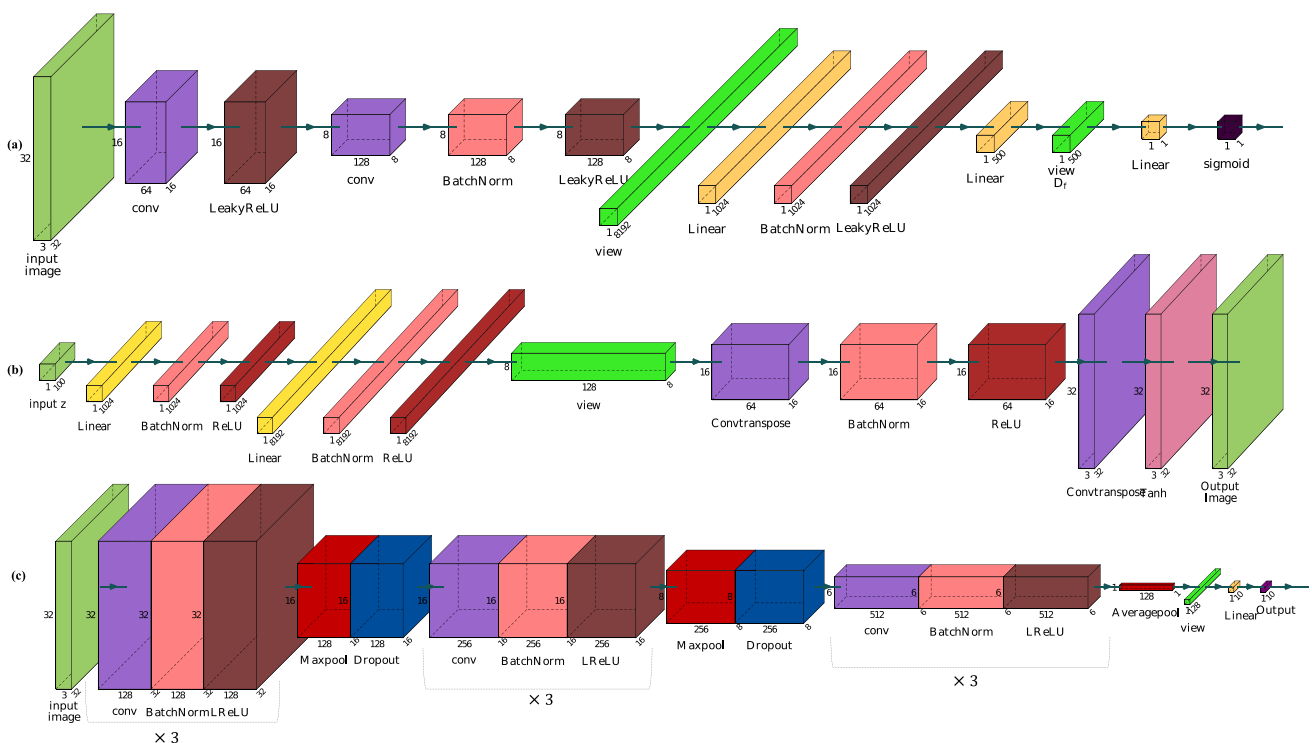 (a)
32
3 32
input
image
16
64 16
conv
16
64 16
LeakyReLU
8
128 8
conv
8
128 8
BatchNorm
8
128 8
LeakyReLU
1 8192
view
1 1024
Linear
1 1024
BatchNorm
1 1024
LeakyReLU
1 500
Linear
1 500
view
Df
1 1
Linear
1 1
sigmoid
(b)
1 100
input z
1 1024
Linear
1 1024
BatchNorm
1 1024
ReLU
1 8192
Linear
1 8192
BatchNorm
1 8192
ReLU
8
128 8
view
16
64 16
Convtranspose
16
64 16
BatchNorm
16
64 16
ReLU
32
3 32
Convtranspose
32
3 32
Tanh
32
3 32
Output
Image
(c)
32
3 32
input
image
32
128 32
conv
32
128 32
BatchNorm
32
128 32
LReLU
× 3
16
128
Maxpool
16
128 16
Dropout
16
256 16
conv
16
256 16
BatchNorm
16
256 16
LReLU
× 3
8
256 8
Maxpool
8
256 8
Dropout
6
512 6
conv
6
512 6
BatchNorm
6
512 6
LReLU
× 3
1
128 1
Averagepool
1 128
view
1 10
Linear
1 10
Output